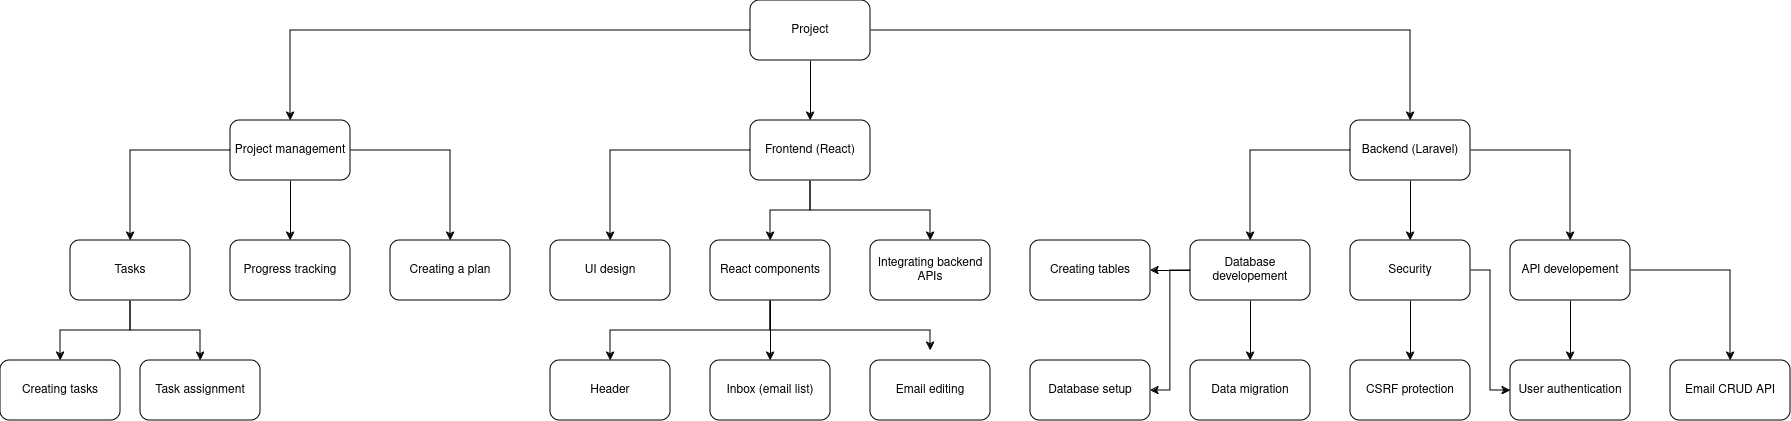 Project
Project management
Frontend (React)
Backend (Laravel)
Tasks
Progress tracking
Creating a plan
UI design
React components
Integrating backend
APIs
Creating tables
Database
developement
Security
API developement
Creating tasks
Task assignment
Header
Inbox (email list)
Email editing
Database setup
Data migration
CSRF protection
User authentication
Email CRUD API